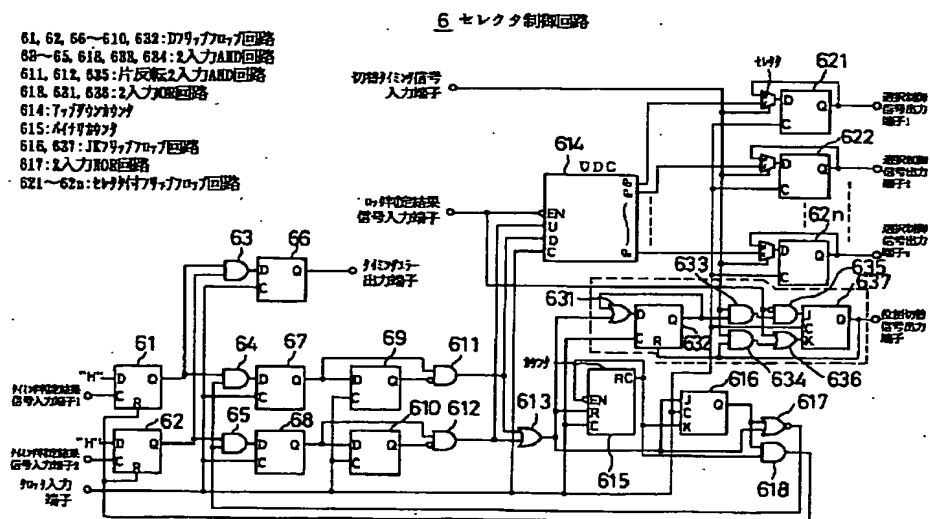 6 セレクタ制御回路
61, 62, 66〜610, 632:Dフリップフロップ回路
63〜65, 618, 633, 634:2入力AND回路
611, 612, 635:片反転2入力AND回路
613, 631, 636:2入力OR回路
614:アップダウンカウンタ
615:バイナリカウンタ
616, 637:JKフリップフロップ回路
617:2入力NOR回路
621〜62n:セレクタ付フリップフロップ回路
切替タイミング信号
入力端子
セレクタ
621
D Q
C
選択制御
信号出力
端子1
622
D Q
C
選択制御
信号出力
端子2
62n
D Q
C
選択制御
信号出力
端子n
614
UDC
EN
U
D
C
P
P
P
ロック判定結果
信号入力端子
63
66
D Q
C
タイミングエラー
出力端子
631
D Q
C R
632
633
635
637
J Q
C
K
634
636
位相切替
信号出力
端子
61
"H"
D Q
C
R
タイミング判定結果
信号入力端子1
62
"H"
D Q
C
R
タイミング判定結果
信号入力端子2
64
67
D Q
C
69
D Q
C
611
65
68
D Q
C
610
D Q
C
612
613
カウンタ
RC
EN
R
C
615
616
J Q
C
K
617
618
クロック入力
端子